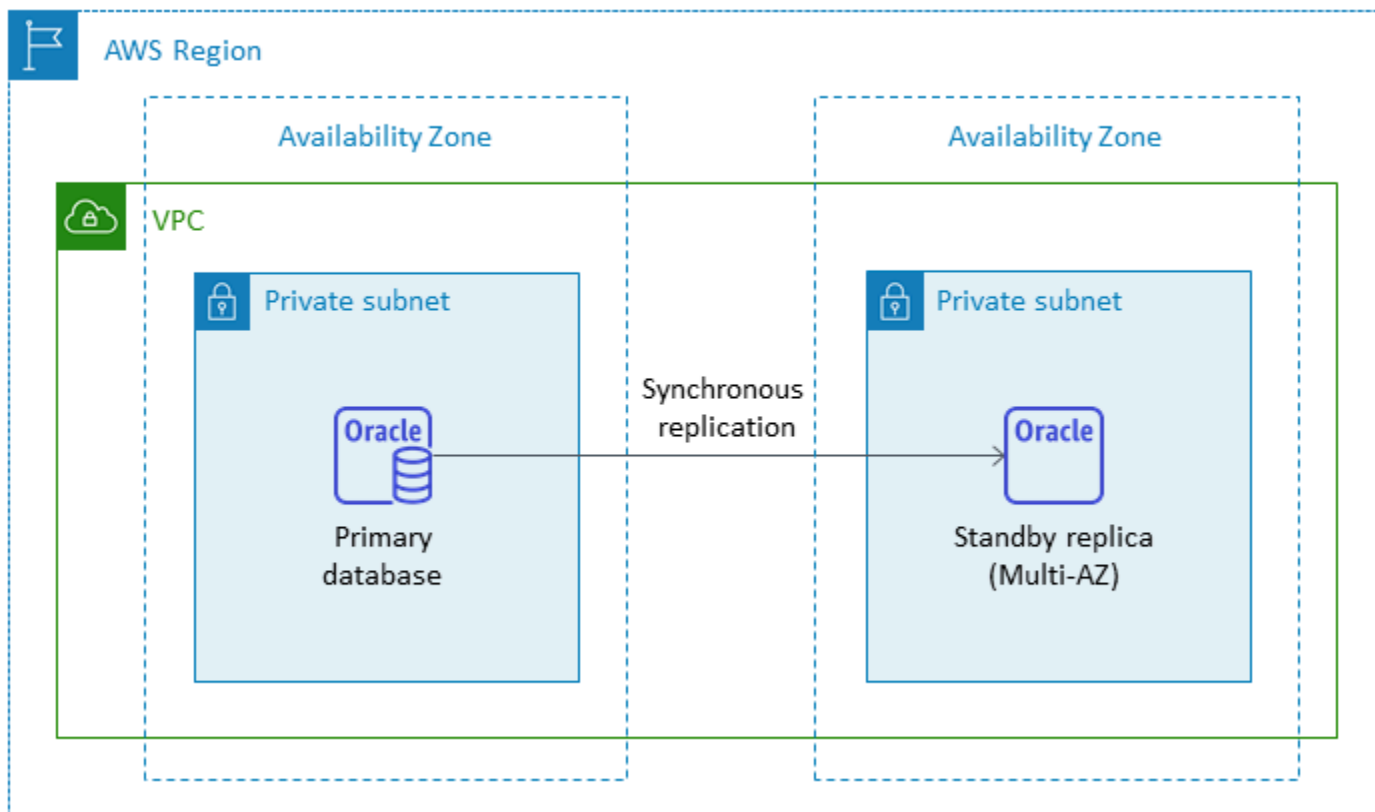 AWS Region
Availability Zone
Availability Zone
VPC
Private subnet
Private subnet
Synchronous
replication
Oracle
Oracle
Primary
database
Standby replica
(Multi-AZ)